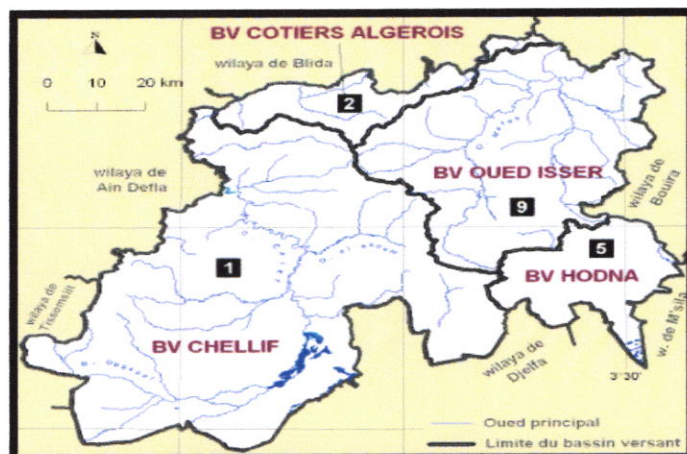 N
BV COTIERS ALGEROIS
wilaya de Blida
0 10 20 km
2
wilaya de
Ain Defla
BV OUED ISSER
wilaya de
Bouira
9
5
1
BV HODNA
wilaya de
Tissemsilt
w. de M'sila
BV CHELLIF
wilaya de
Djelfa
3°30'
Oued principal
Limite du bassin versant